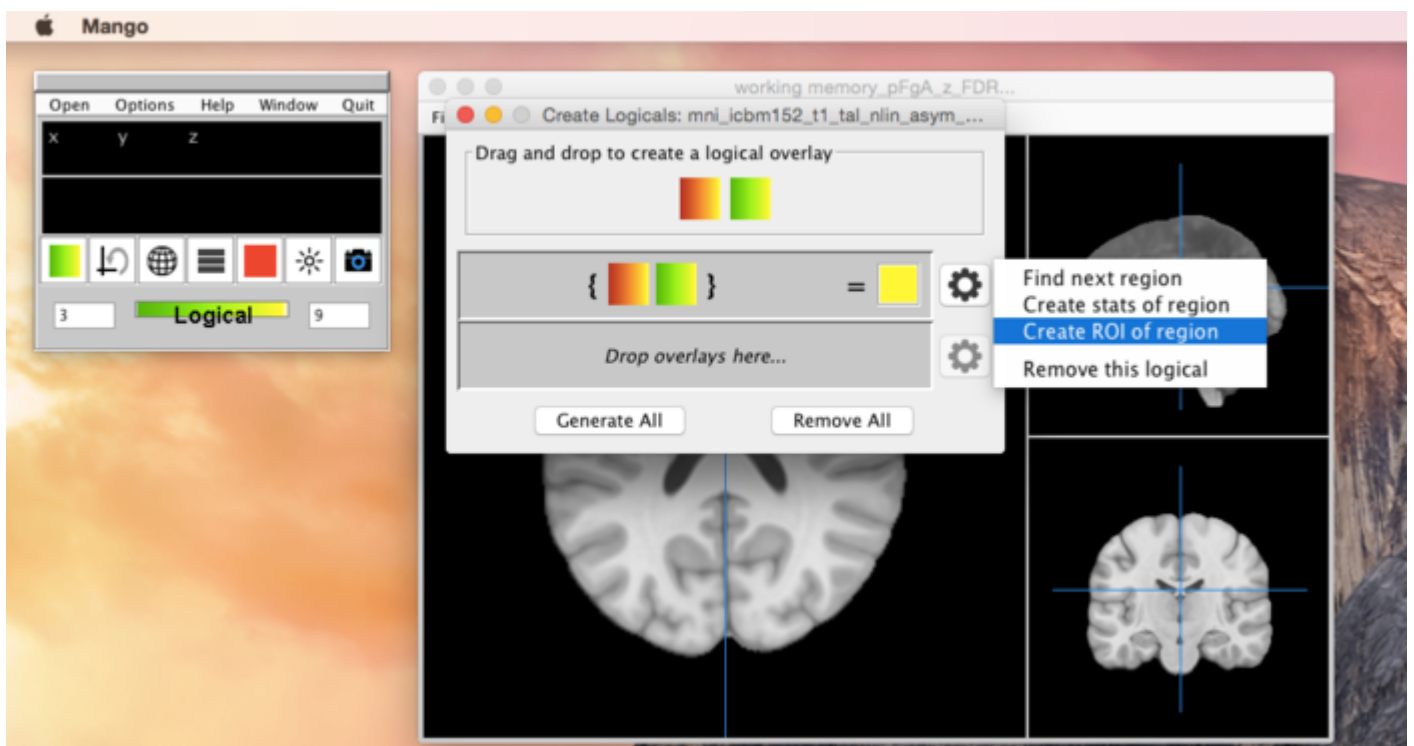 Mango
Open Options Help Window Quit
x y z
3 Logical 9
working memory_pFgA_z_FDR...
Fi
Create Logicals: mni_icbm152_t1_tal_nlin_asym_...
Drag and drop to create a logical overlay
{ } =
Drop overlays here...
Generate All Remove All
Find next region
Create stats of region
Create ROI of region
Remove this logical